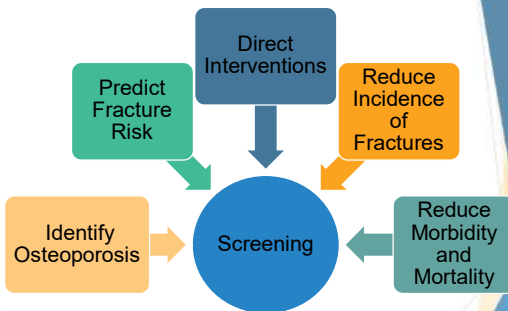 Direct
Interventions
Predict
Fracture
Risk
Reduce
Incidence
of
Fractures
Identify
Osteoporosis
Screening
Reduce
Morbidity
and
Mortality